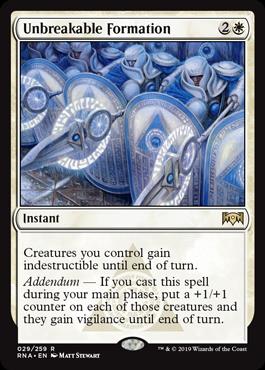 Unbreakable Formation 2
Instant
Creatures you control gain
indestructible until end of turn.
Addendum — If you cast this spell
during your main phase, put a +1/+1
counter on each of those creatures and
they gain vigilance until end of turn.
029/259 R
RNA • EN MATT STEWART
™ & © 2019 Wizards of the Coast